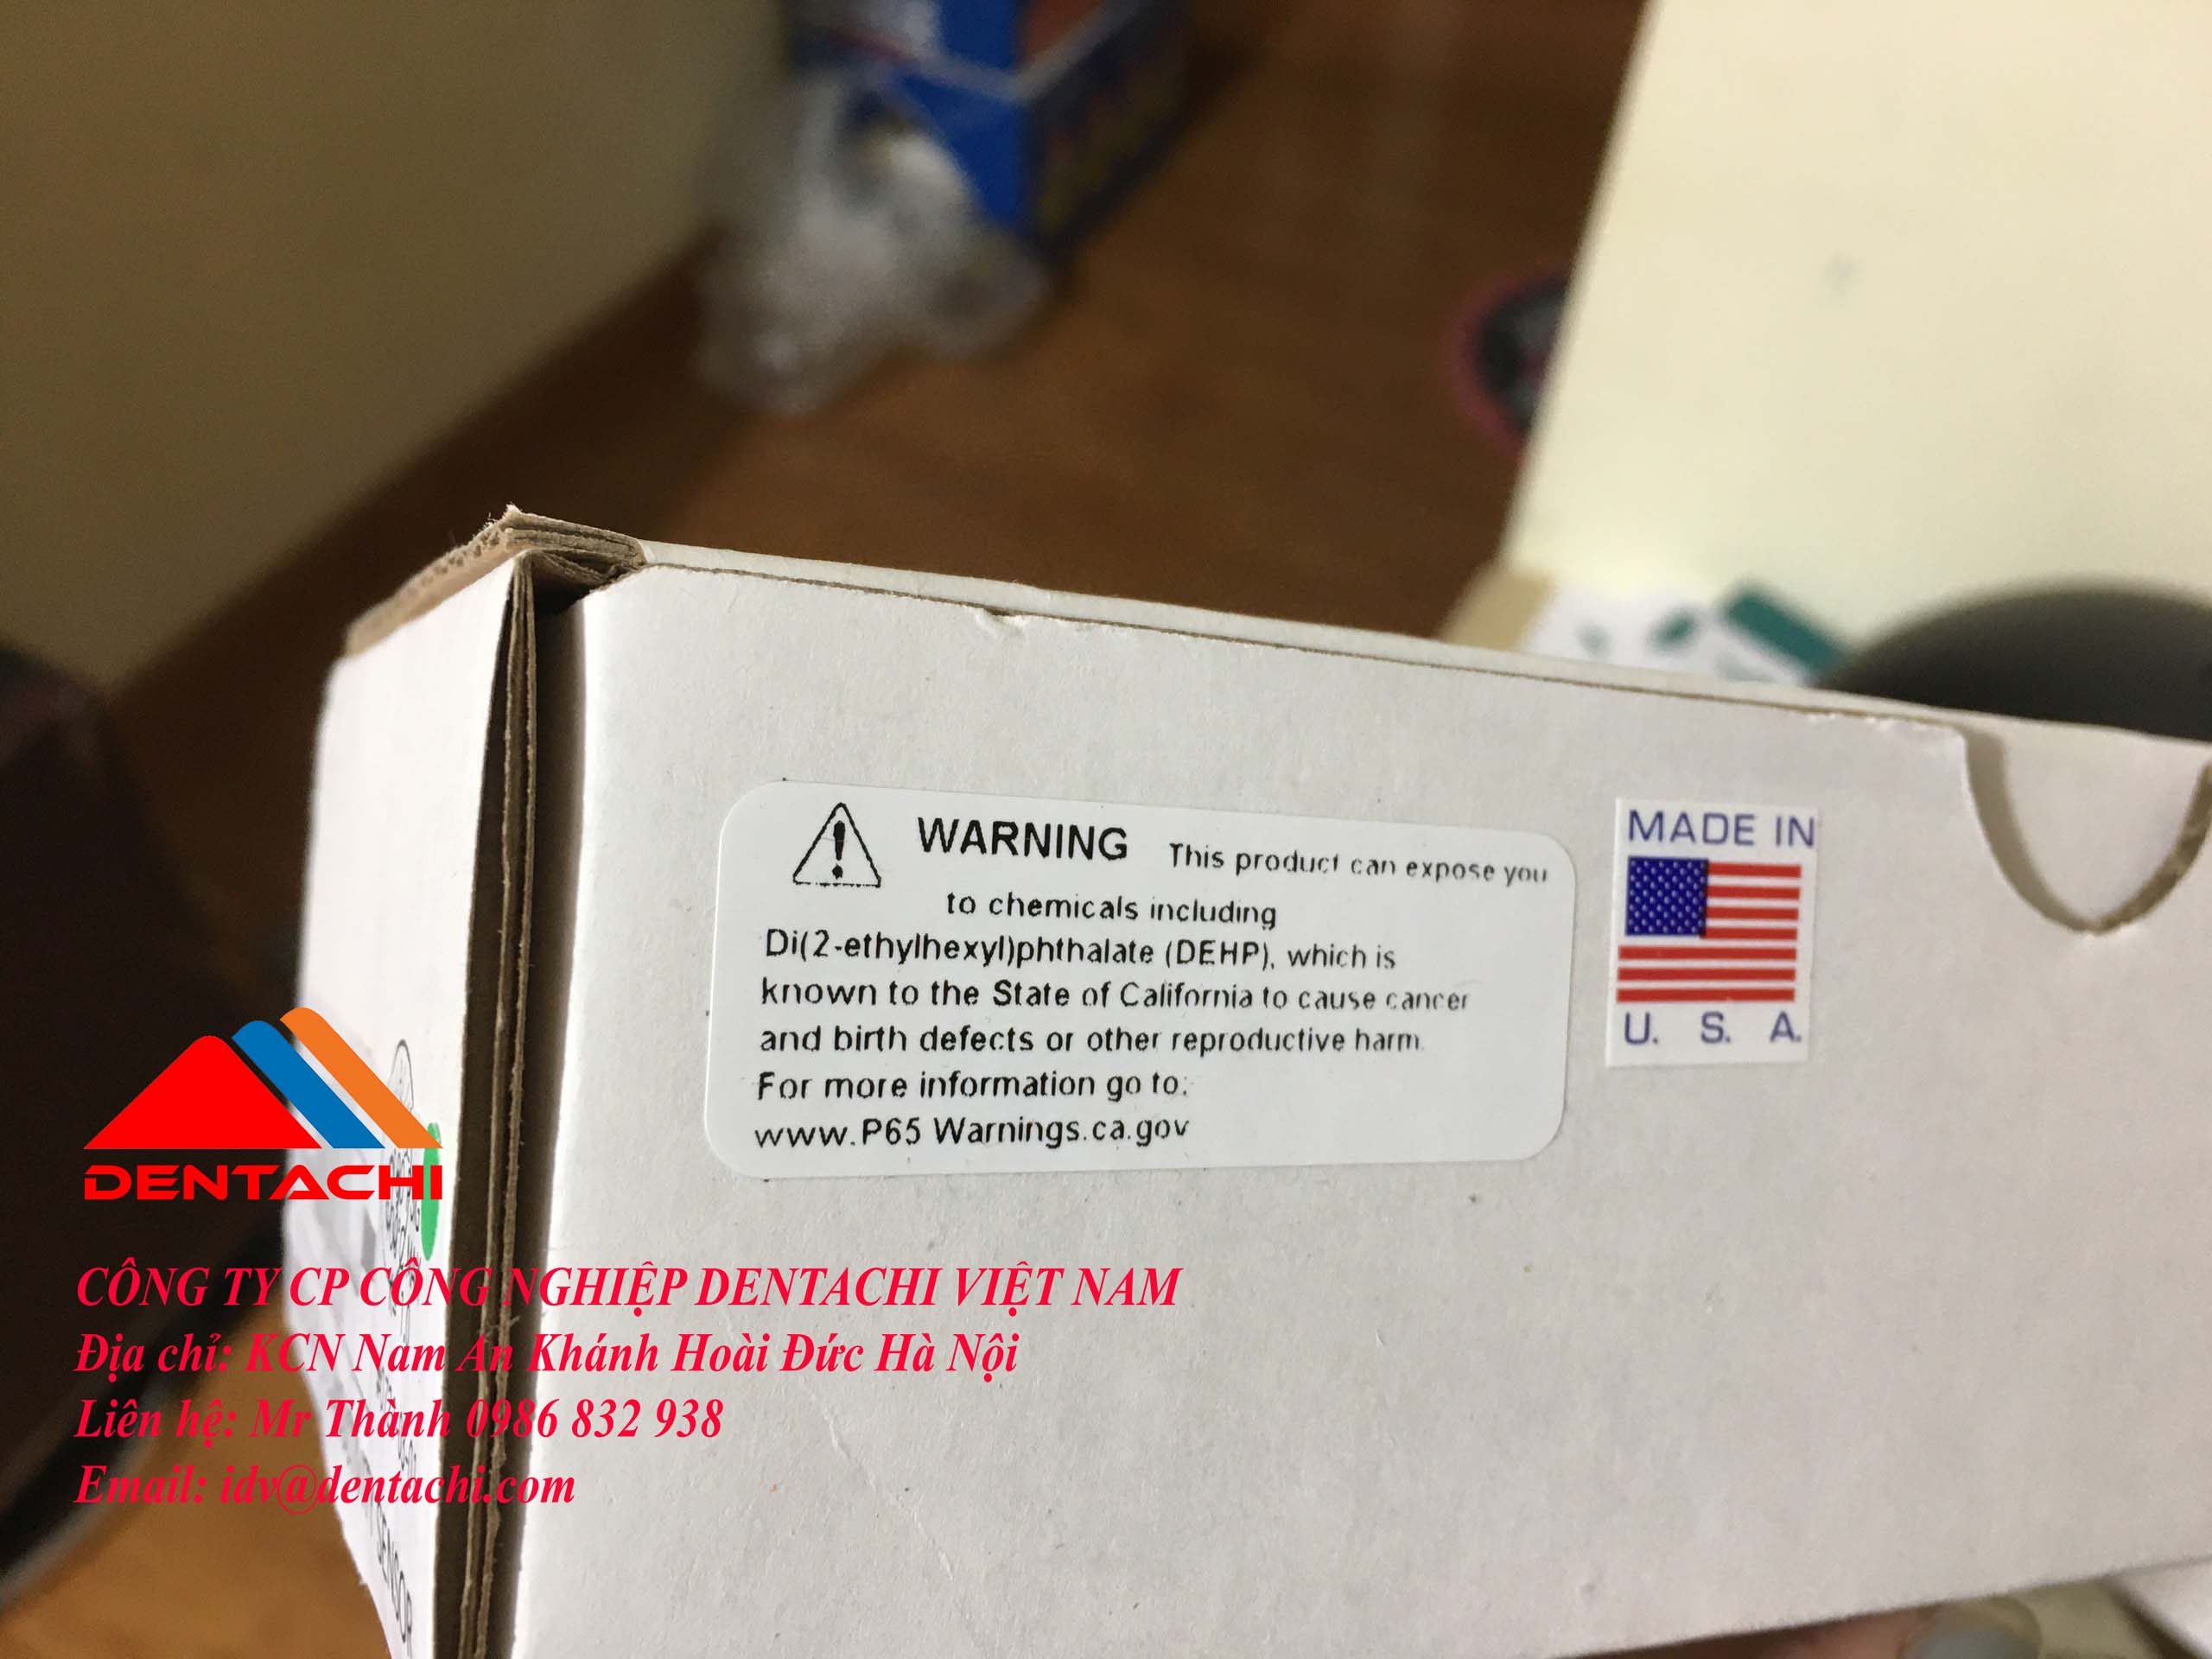 WARNING This product can expose you
to chemicals including
Di(2-ethylhexyl)phthalate (DEHP), which is
known to the State of California to cause cancer
and birth defects or other reproductive harm.
For more information go to:
www.P65 Warnings.ca.gov
MADE IN
U. S. A.
DENTACHI
CÔNG TY CP CÔNG NGHIỆP DENTACHI VIỆT NAM
Địa chỉ: KCN Nam An Khánh Hoài Đức Hà Nội
Liên hệ: Mr Thành 0986 832 938
Email: idv@dentachi.com
SENSOR